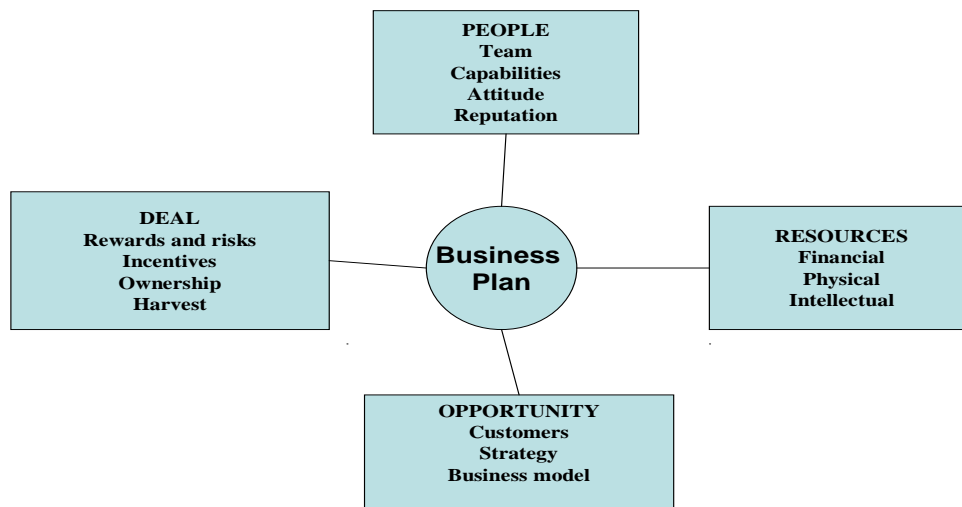 PEOPLE
Team
Capabilities
Attitude
Reputation
DEAL
Rewards and risks
Incentives
Ownership
Harvest
Business
Plan
RESOURCES
Financial
Physical
Intellectual
OPPORTUNITY
Customers
Strategy
Business model